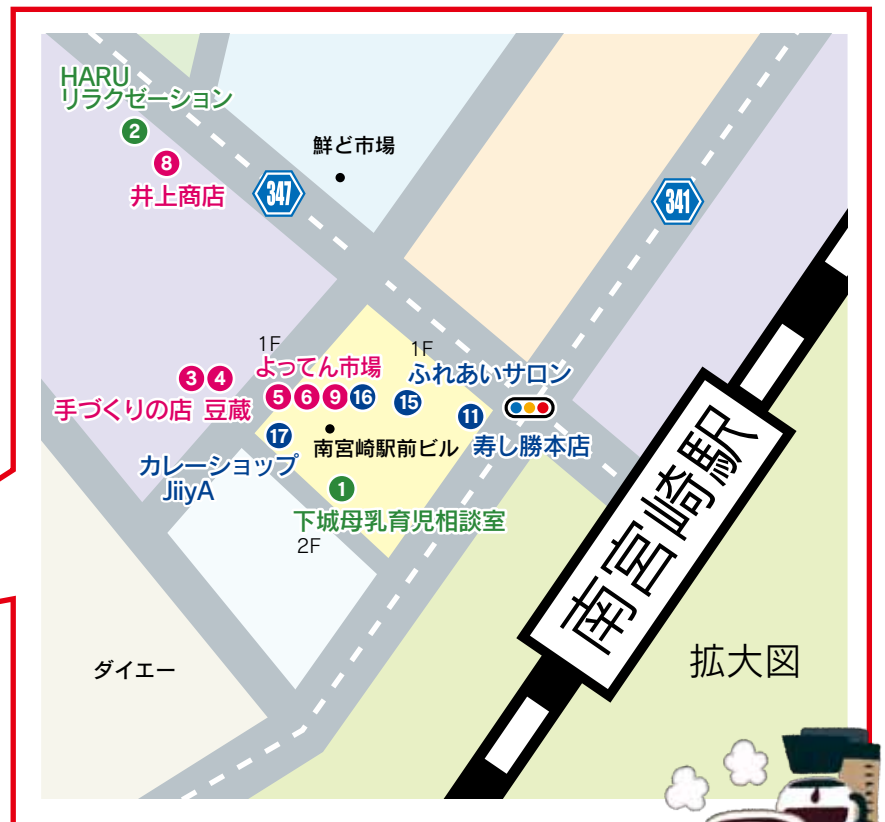 HARU
リラクゼーション
2
8
井上商店
鮮ど市場
347
341
1F
よってん市場
3 4
手づくりの店 豆蔵
5 6 9 16
1F
ふれあいサロン
15
11
寿し勝本店
17
カレーショップ
JiiyA
南宮崎駅前ビル
1
下城母乳育児相談室
2F
南宮崎駅
拡大図
ダイエー